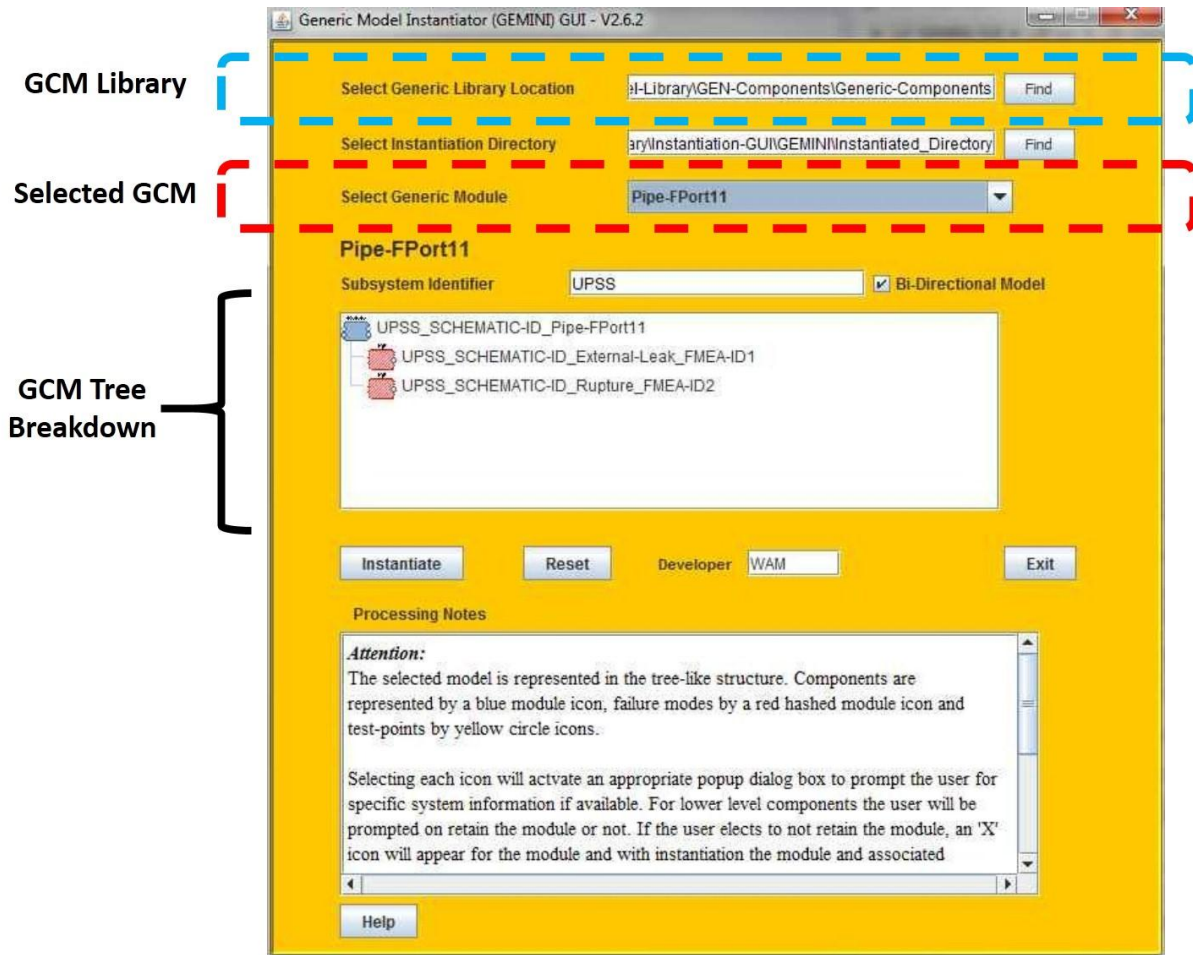 Generic Model Instantiator (GEMINI) GUI - V2.6.2
GCM Library
Select Generic Library Location
el-Library\GEN-Components\Generic-Components
Find
Select Instantiation Directory
ary\Instantiation-GUI\GEMINI\Instantiated_Directory
Find
Selected GCM
Select Generic Module
Pipe-FPort11
Pipe-FPort11
Subsystem Identifier
UPSS
Bi-Directional Model
GCM Tree
Breakdown
UPSS_SCHEMATIC-ID_Pipe-FPort11
UPSS_SCHEMATIC-ID_External-Leak_FMEA-ID1
UPSS_SCHEMATIC-ID_Rupture_FMEA-ID2
Instantiate
Reset
Developer
WAM
Exit
Processing Notes
Attention:
The selected model is represented in the tree-like structure. Components are
represented by a blue module icon, failure modes by a red hashed module icon and
test-points by yellow circle icons.
Selecting each icon will actvate an appropriate popup dialog box to prompt the user for
specific system information if available. For lower level components the user will be
prompted on retain the module or not. If the user elects to not retain the module, an 'X'
icon will appear for the module and with instantiation the module and associated
Help